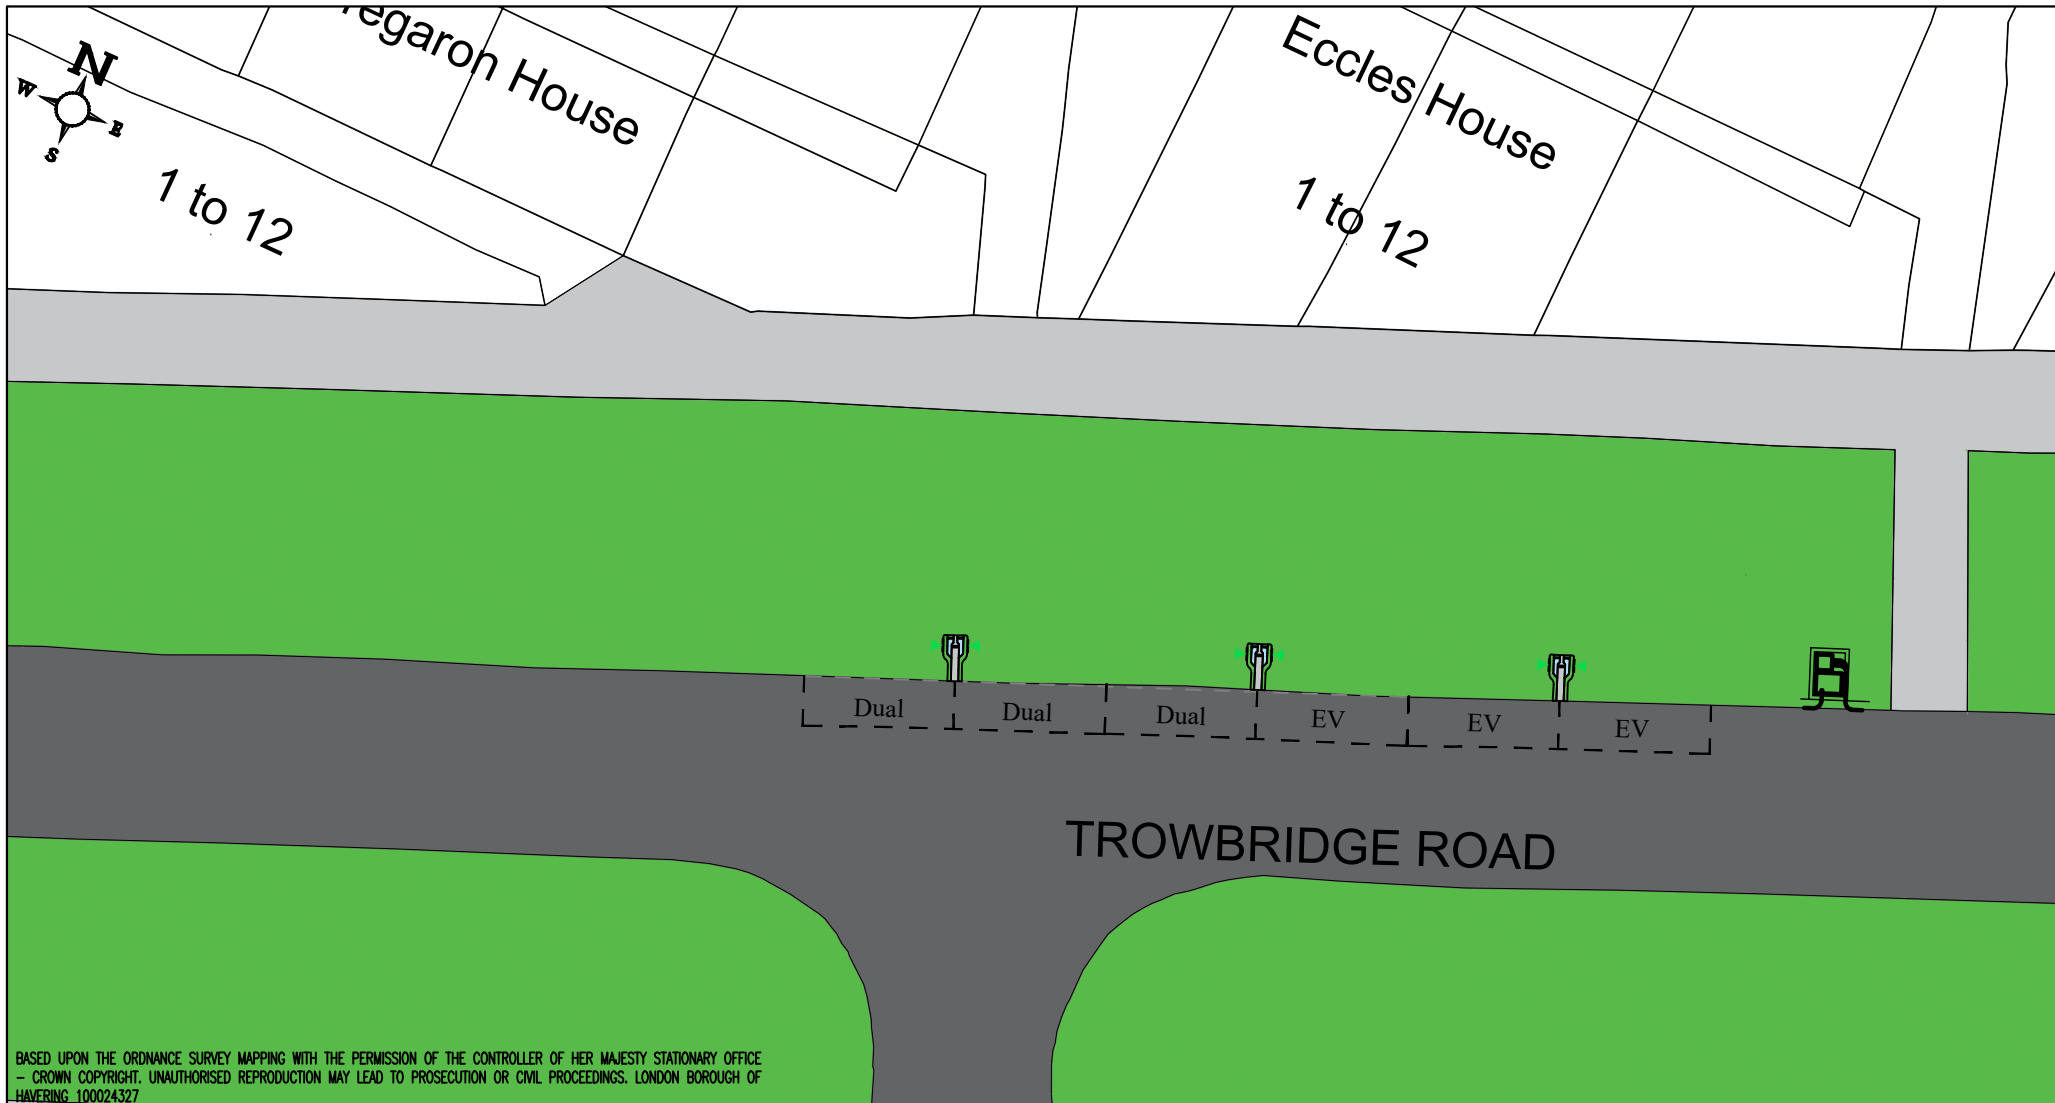 N
W
E
S
egaron House
1 to 12
Eccles House
1 to 12
Dual
Dual
Dual
EV
EV
EV
TROWBRIDGE ROAD
BASED UPON THE ORDNANCE SURVEY MAPPING WITH THE PERMISSION OF THE CONTROLLER OF HER MAJESTY STATIONARY OFFICE
– CROWN COPYRIGHT. UNAUTHORISED REPRODUCTION MAY LEAD TO PROSECUTION OR CIVIL PROCEEDINGS. LONDON BOROUGH OF
HAVERING 100024327